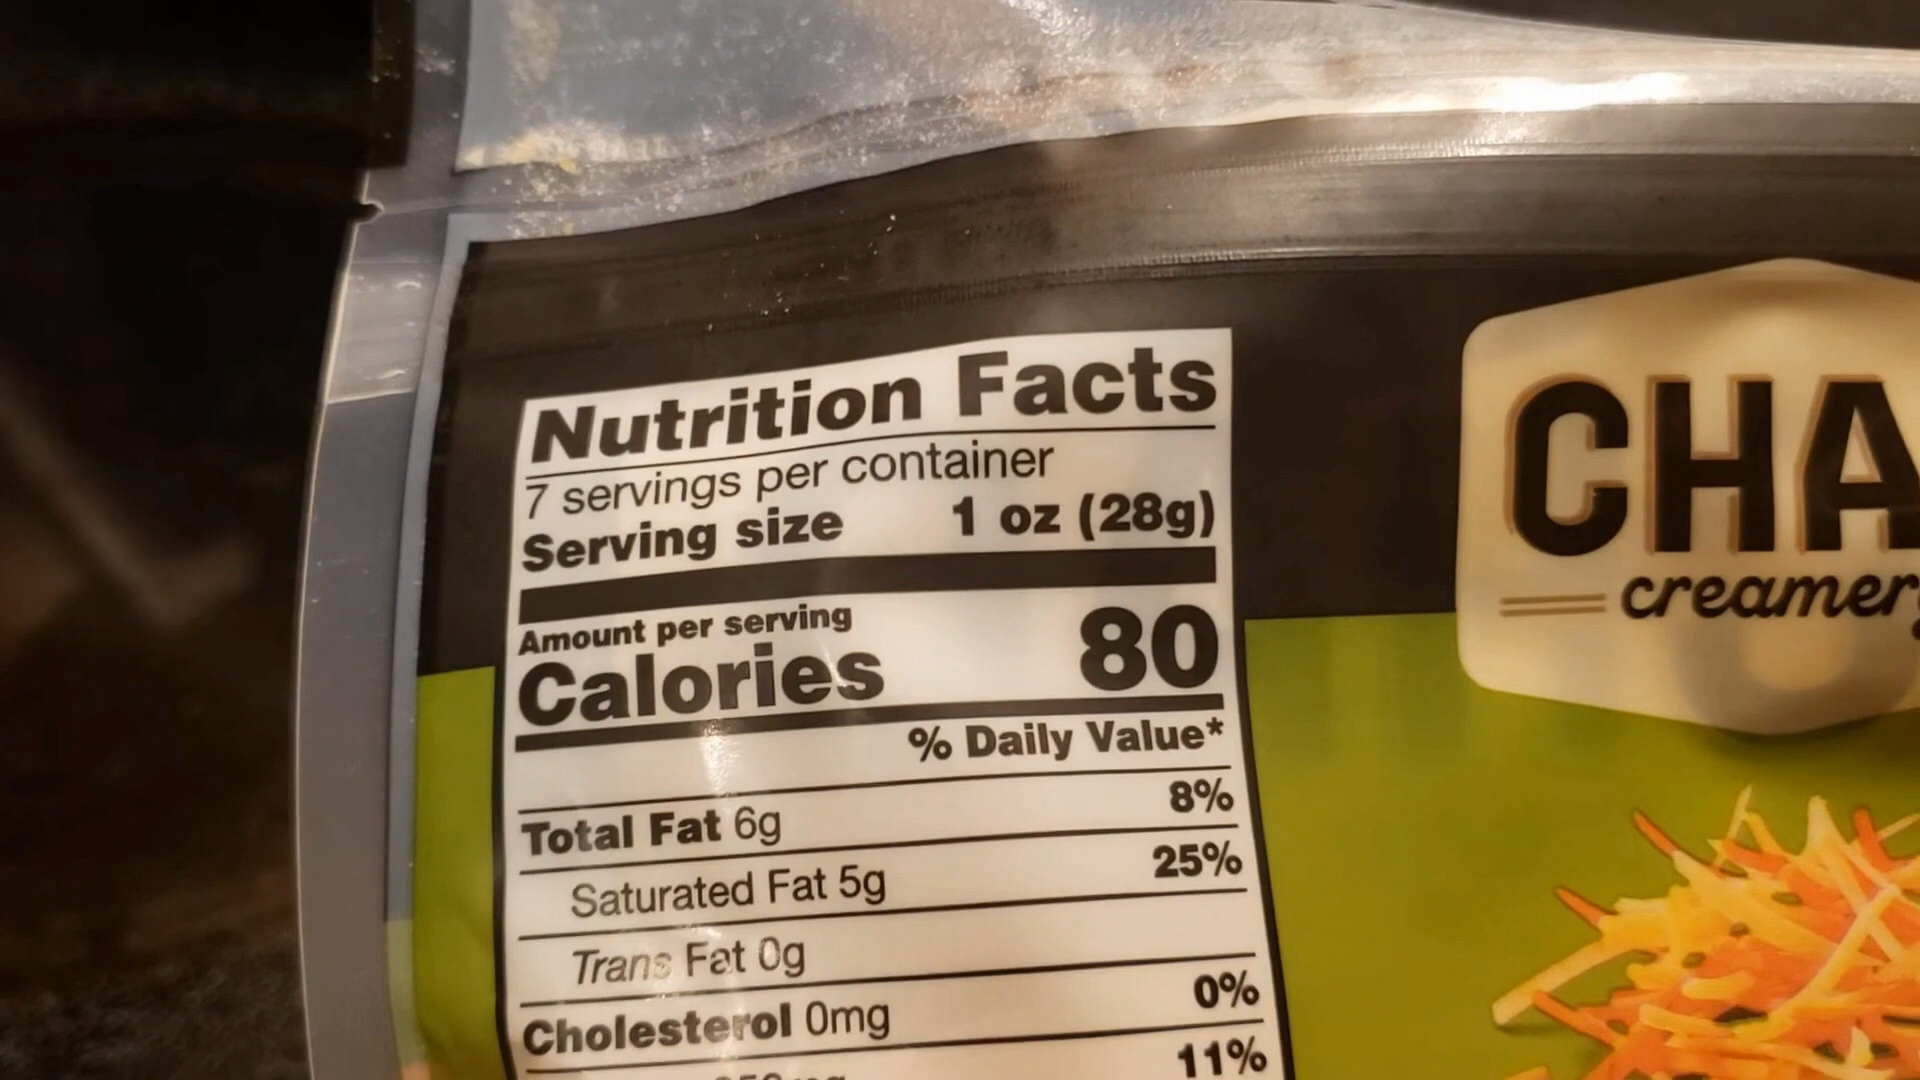 Nutrition Facts
7 servings per container
Serving size 1 oz (28g)
Amount per serving
Calories 80
% Daily Value*
Total Fat 6g 8%
Saturated Fat 5g 25%
Trans Fat 0g
Cholesterol 0mg 0%
11%
CHA
creamery